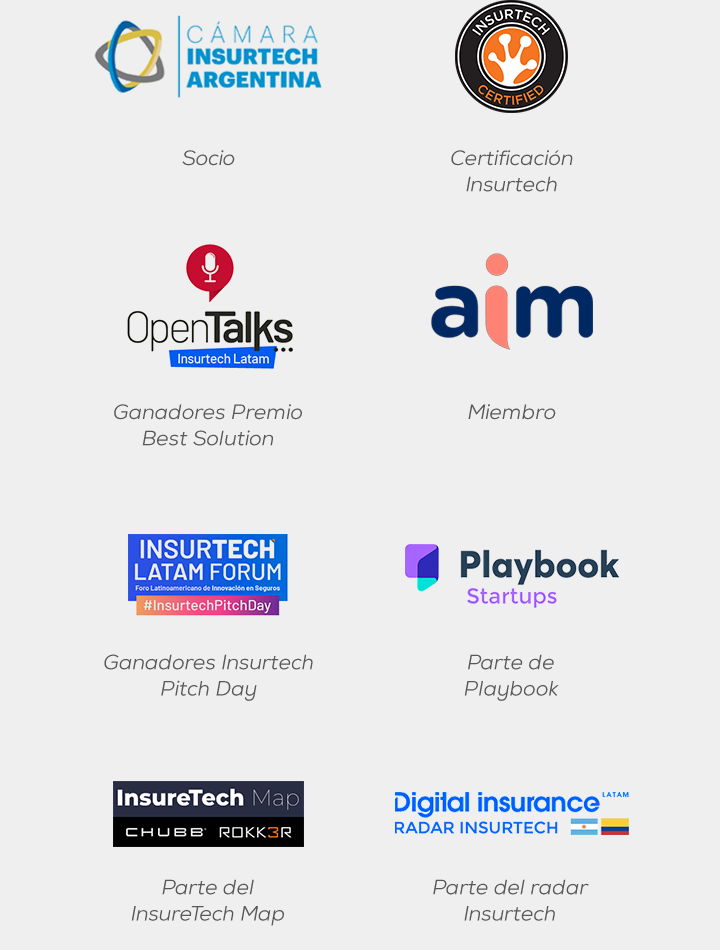 CÁMARA
INSURTECH
ARGENTINA
INSURTECH
CERTIFIED
Socio
Certificación
Insurtech
OpenTalks
Insurtech Latam
aim
Ganadores Premio
Best Solution
Miembro
INSURTECH
LATAM FORUM
Foro Latinoamericano de Innovación en Seguros
#InsurtechPitchDay
Playbook
Startups
Ganadores Insurtech
Pitch Day
Parte de
Playbook
InsureTech Map
CHUBB® ROKK3R
Digital insurance LATAM
RADAR INSURTECH
Parte del
InsureTech Map
Parte del radar
Insurtech